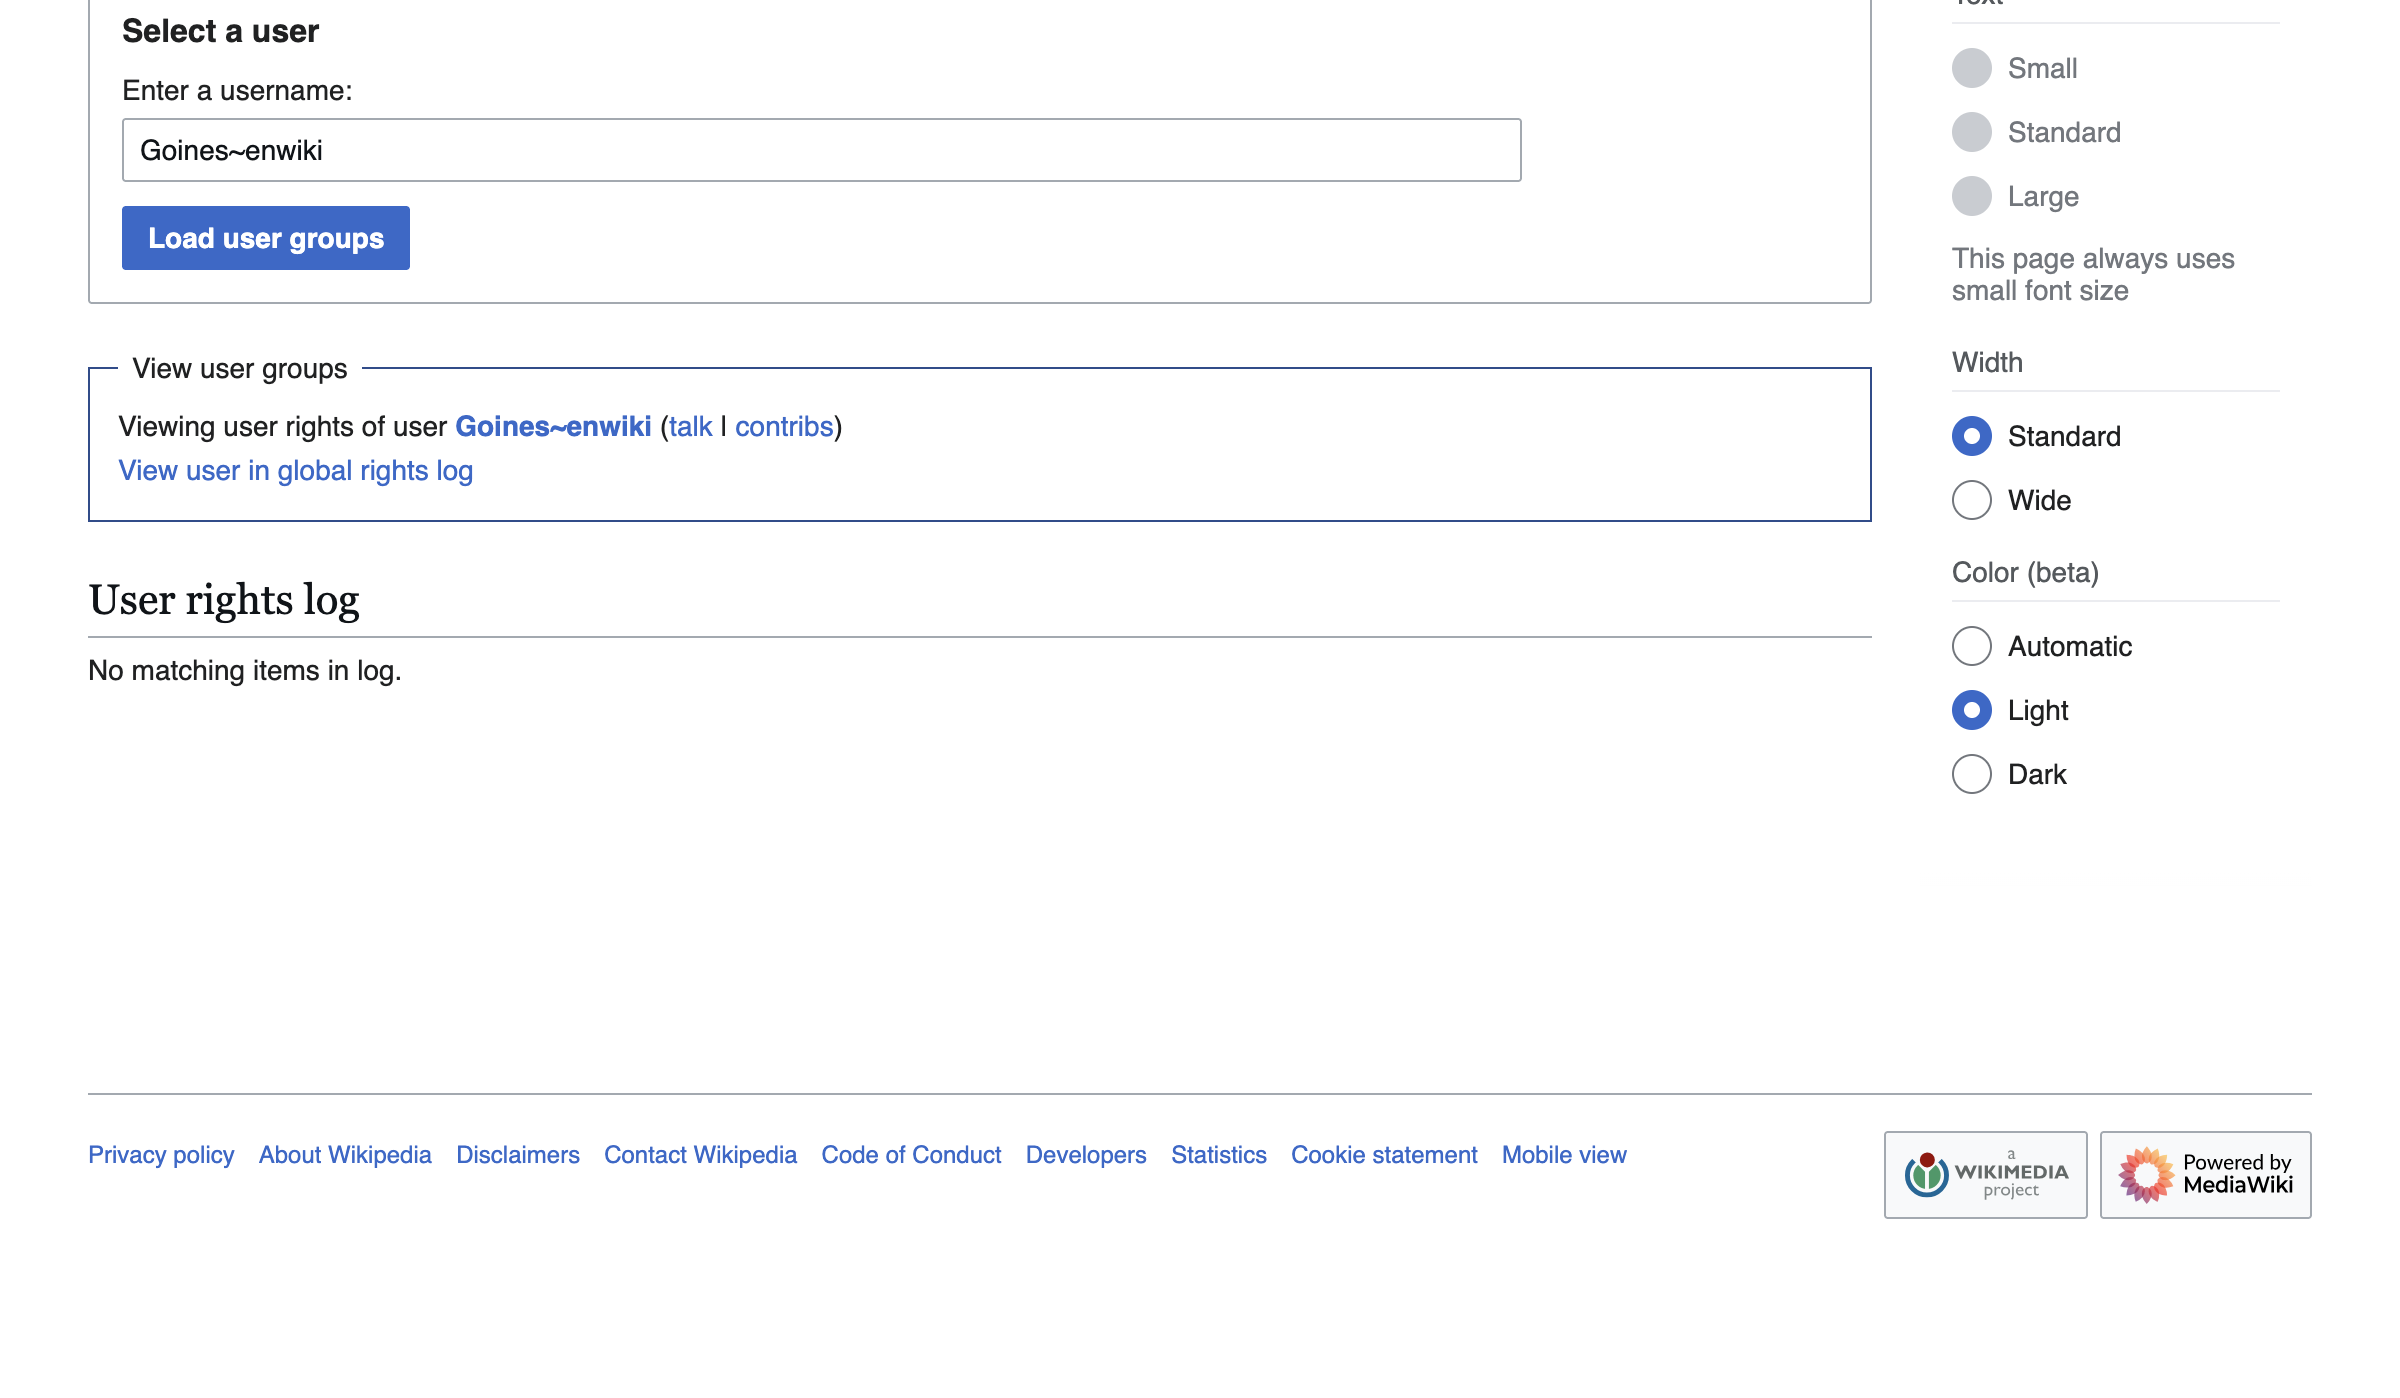 Select a user
Enter a username:
Goines~enwiki
Load user groups
View user groups
Viewing user rights of user Goines~enwiki (talk | contribs)
View user in global rights log
User rights log
No matching items in log.
Text
Small
Standard
Large
This page always uses
small font size
Width
Standard
Wide
Color (beta)
Automatic
Light
Dark
Privacy policy About Wikipedia Disclaimers Contact Wikipedia Code of Conduct Developers Statistics Cookie statement Mobile view
a
WIKIMEDIA
project
Powered by
MediaWiki